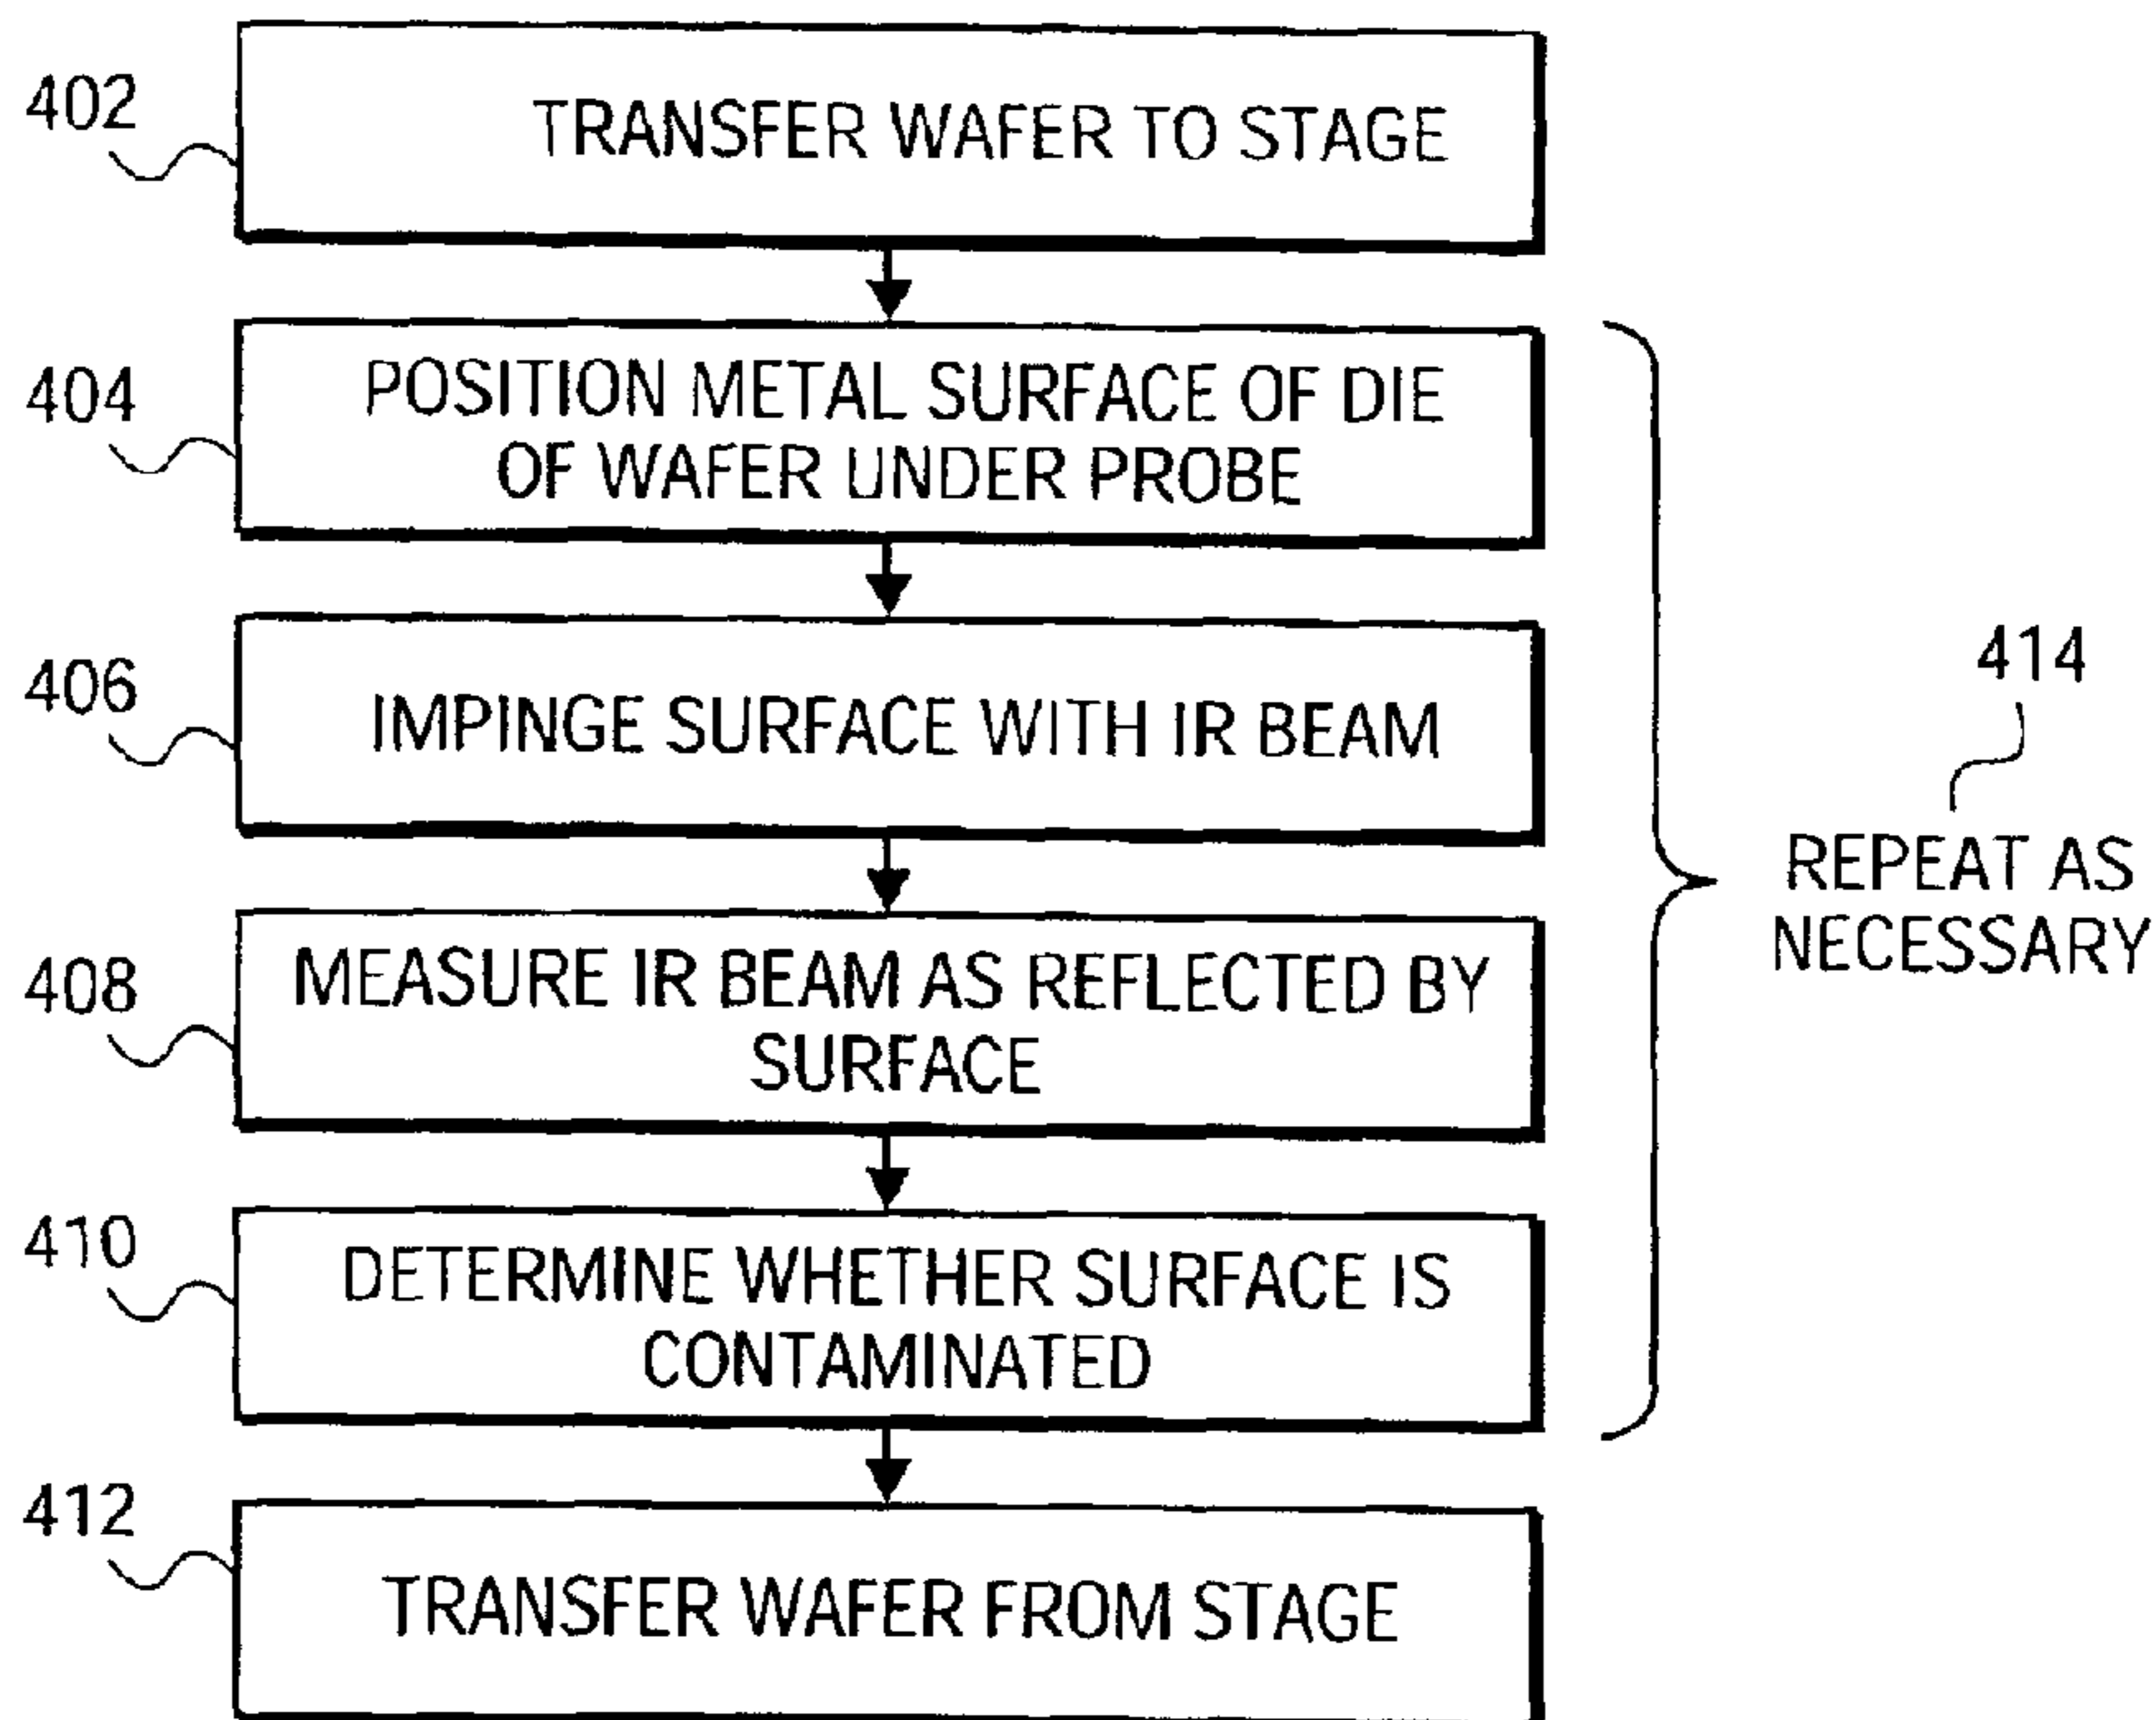 402
TRANSFER WAFER TO STAGE
404
POSITION METAL SURFACE OF DIE
OF WAFER UNDER PROBE
406
IMPINGE SURFACE WITH IR BEAM
408
MEASURE IR BEAM AS REFLECTED BY
SURFACE
410
DETERMINE WHETHER SURFACE IS
CONTAMINATED
412
TRANSFER WAFER FROM STAGE
414
REPEAT AS
NECESSARY